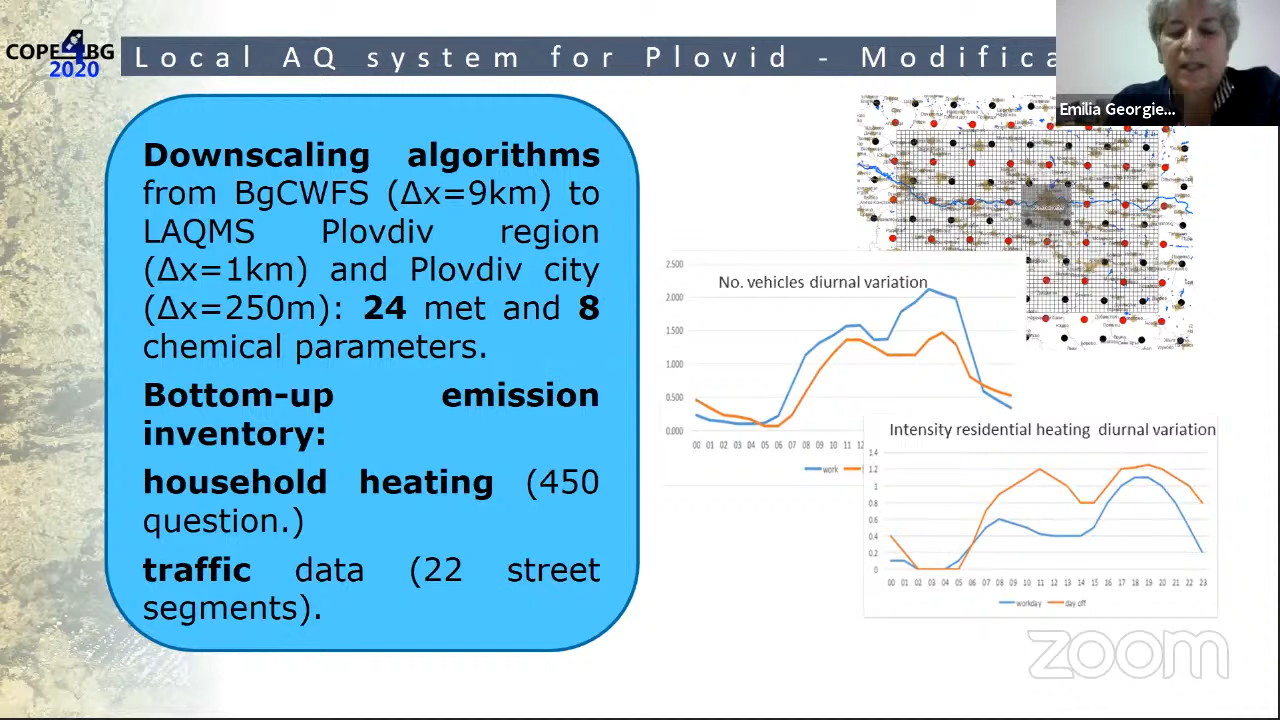 COPE4BG
2020
Local AQ system for Plovid - Modifica
Emilia Georgie...
Downscaling algorithms
from BgCWFS (Δx=9km) to
LAQMS Plovdiv region
(Δx=1km) and Plovdiv city
(Δx=250m): 24 met and 8
chemical parameters.
Bottom-up emission
inventory:
household heating (450
question.)
traffic data (22 street
segments).
No. vehicles diurnal variation
2.500
2.000
1.500
1.000
0.500
0.000
00 01 02 03 04 05 06 07 08 09 10 11 12
work
Intensity residential heating diurnal variation
1.4
1.2
1
0.8
0.6
0.4
0.2
0
00 01 02 03 04 05 06 07 08 09 10 11 12 13 14 15 16 17 18 19 20 21 22 23
workday day off
zoom